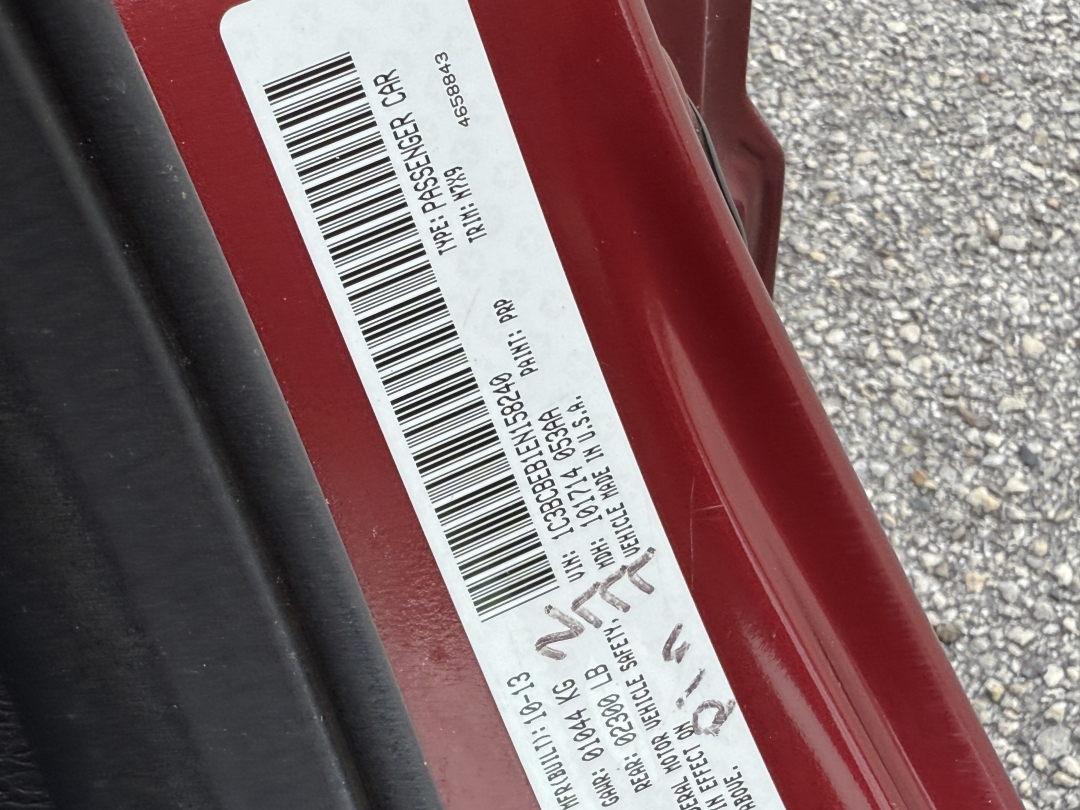 MFR(BUILT): 10-13
GAWR: 01044 KG
REAR: 02300 LB
ERAL MOTOR VEHICLE SAFETY,
IN EFFECT ON
ABOVE.
VIN: 1C3BCBEB1EN158240 TYPE: PASSENGER CAR
MDH: 101714 053AA PAINT: PRP TRIM: M7X9
VEHICLE MADE IN U.S.A. 4658843